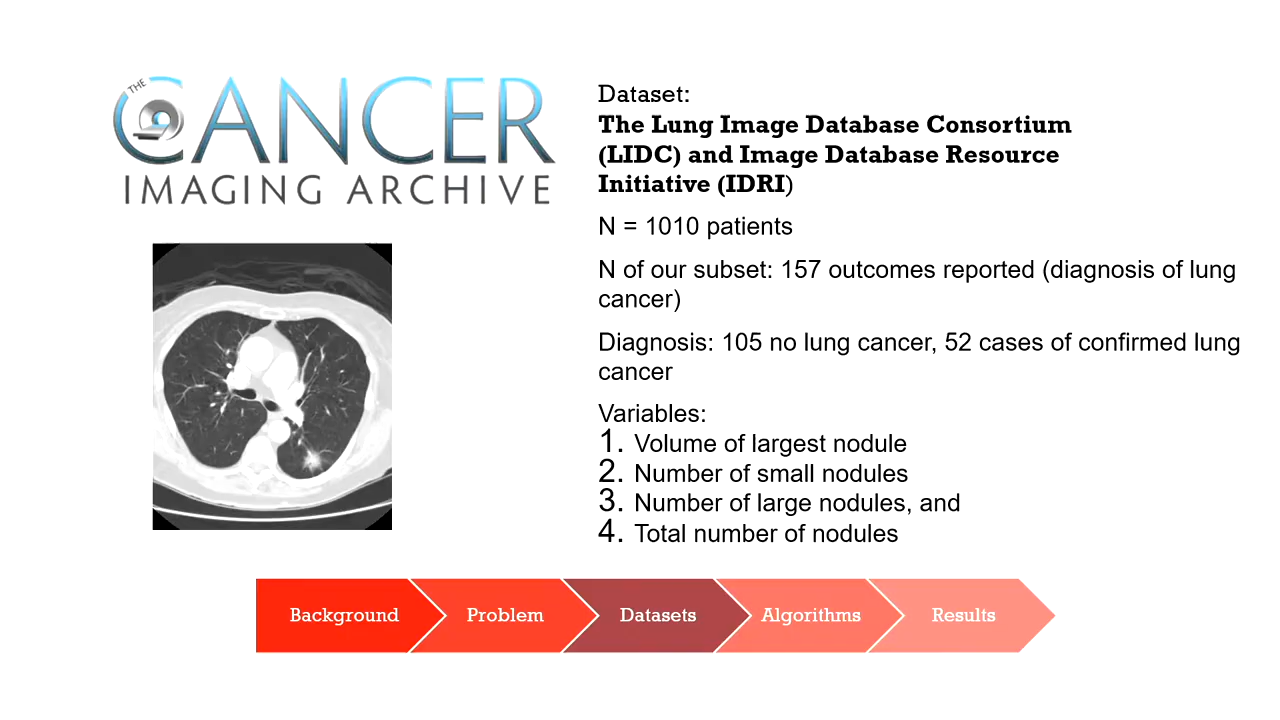 THE
CANCER
IMAGING ARCHIVE
Dataset:
The Lung Image Database Consortium
(LIDC) and Image Database Resource
Initiative (IDRI)
N = 1010 patients
N of our subset: 157 outcomes reported (diagnosis of lung
cancer)
Diagnosis: 105 no lung cancer, 52 cases of confirmed lung
cancer
Variables:
1. Volume of largest nodule
2. Number of small nodules
3. Number of large nodules, and
4. Total number of nodules
Background
Problem
Datasets
Algorithms
Results